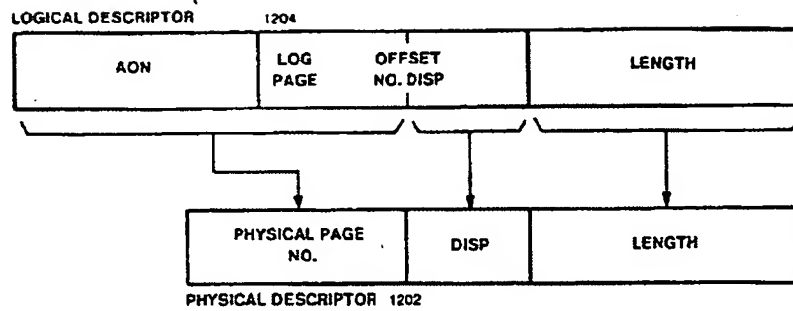 LOGICAL DESCRIPTOR 1204
AON
LOG OFFSET
PAGE NO. DISP
LENGTH
PHYSICAL PAGE
NO.
DISP
LENGTH
PHYSICAL DESCRIPTOR 1202